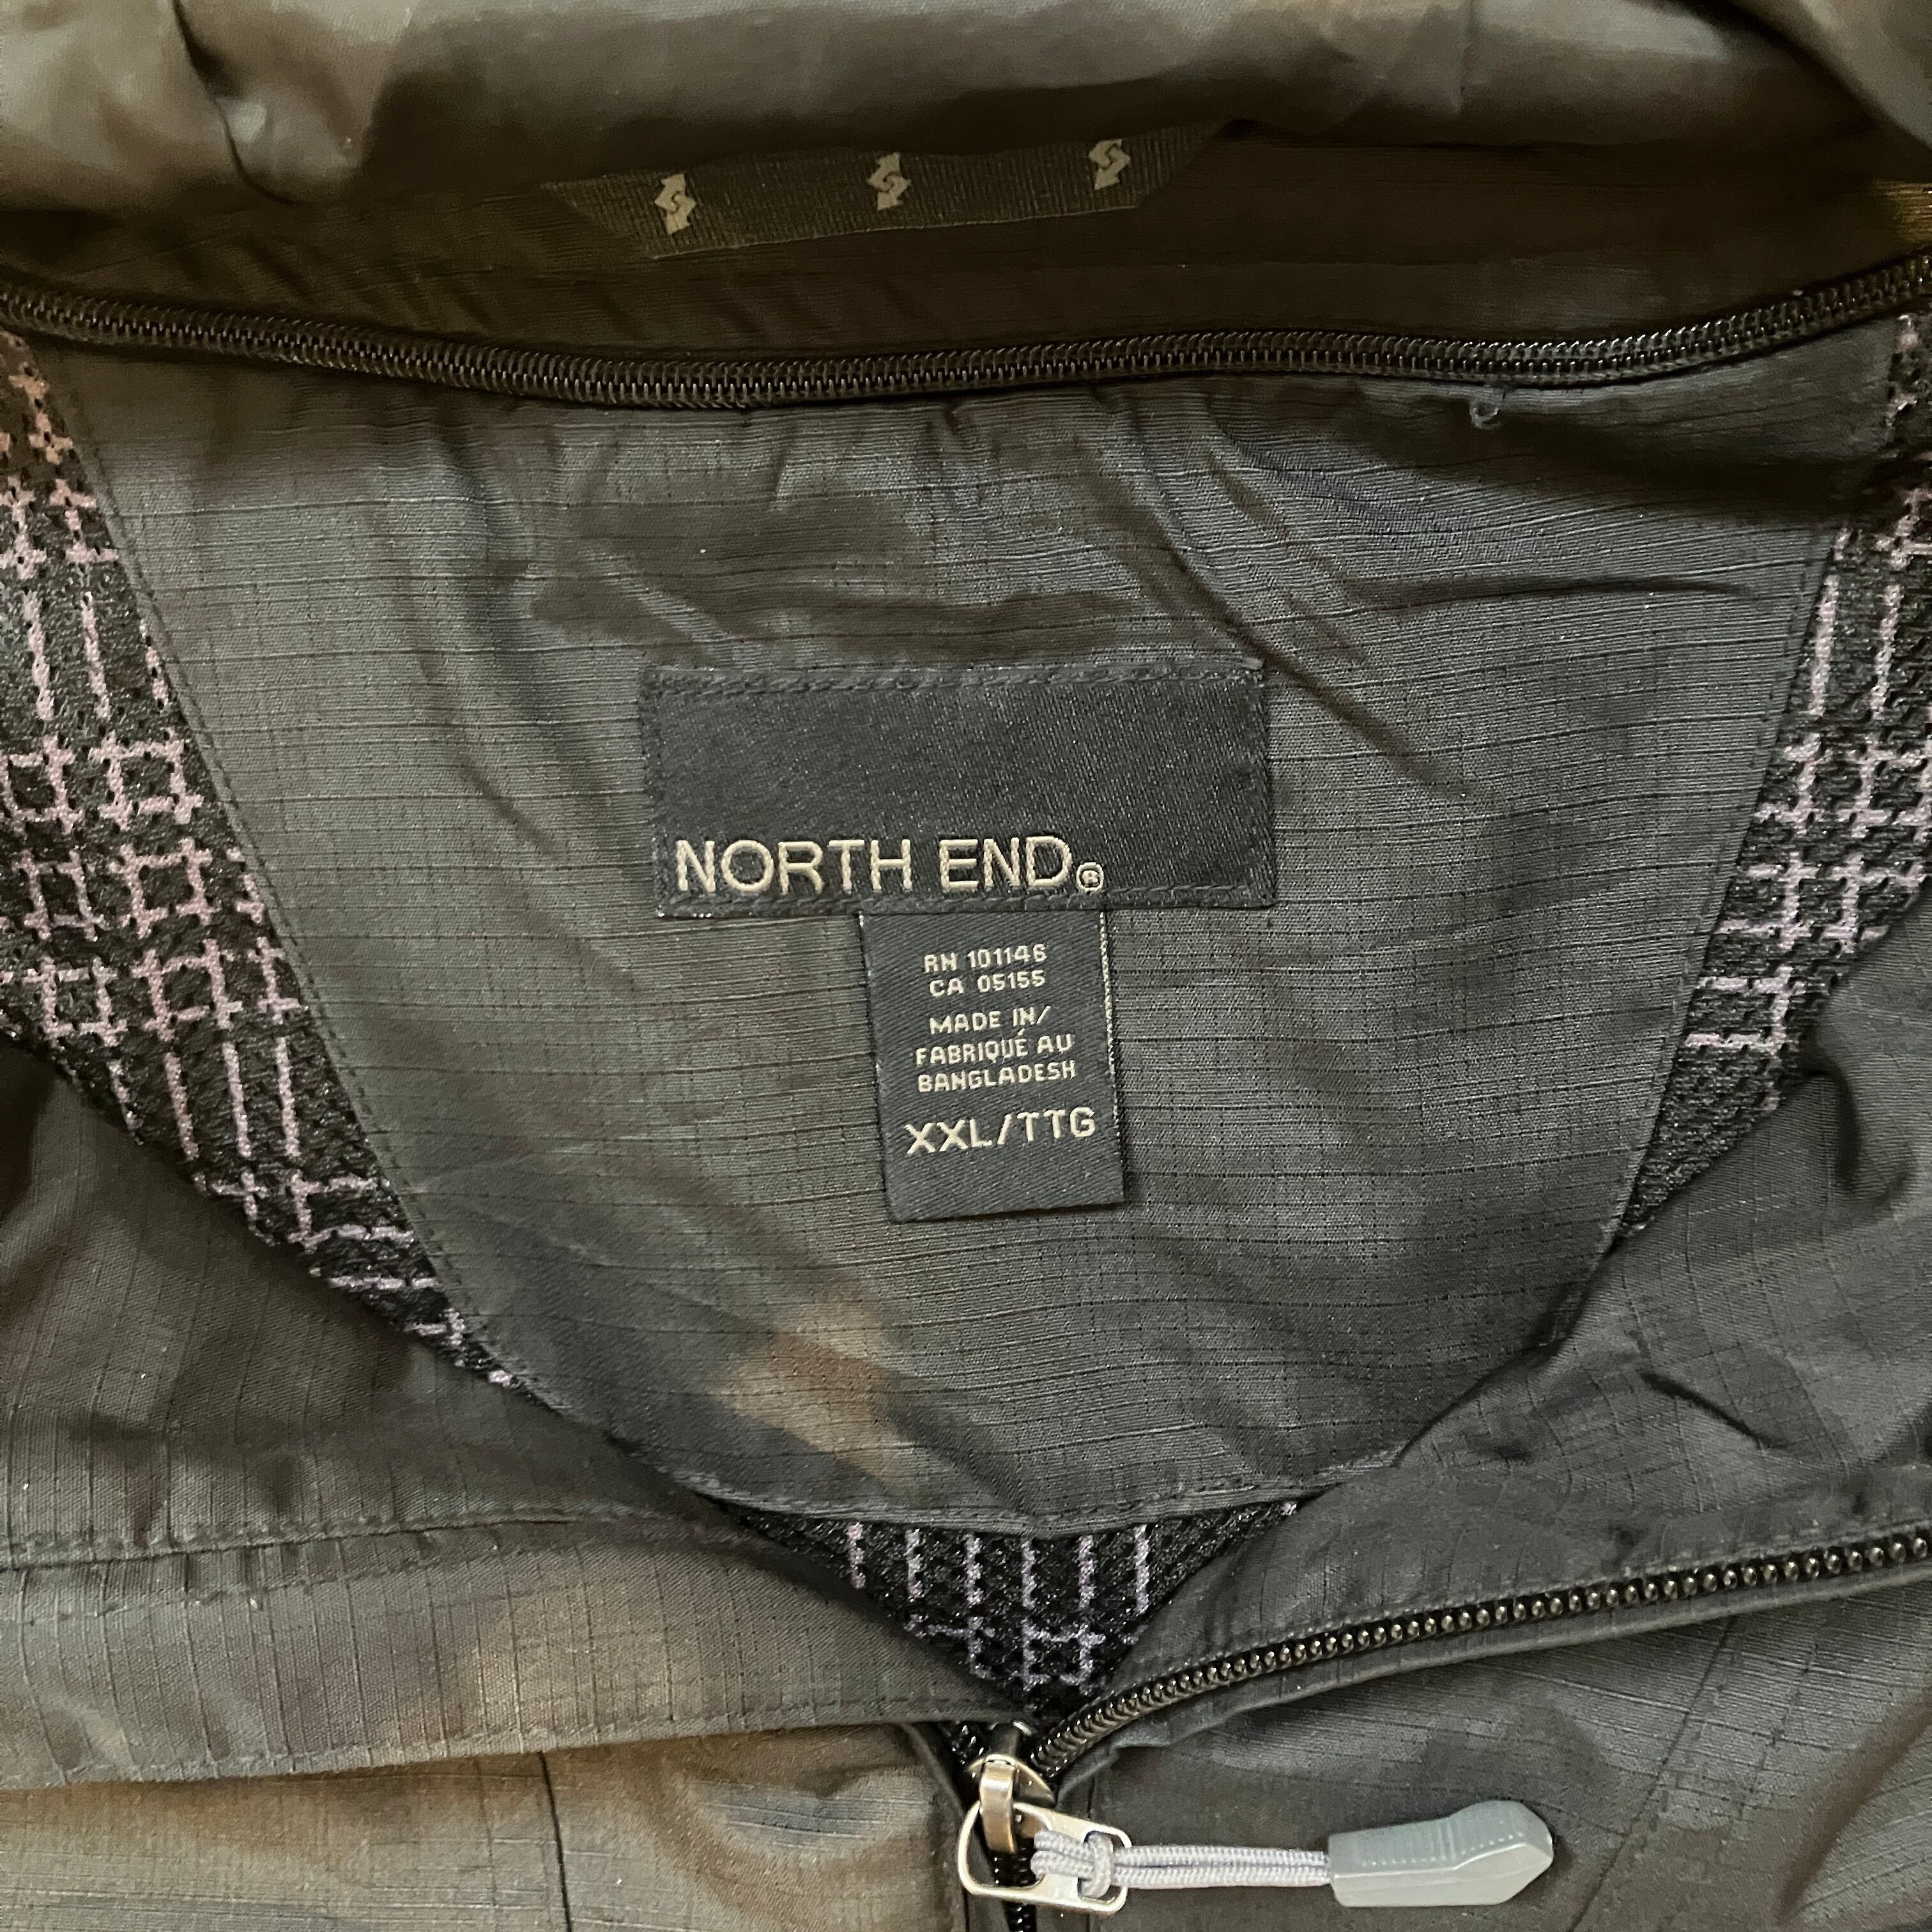 NORTH END®
RN 101146
CA 05155
MADE IN/
FABRIQUÉ AU
BANGLADESH
XXL/TTG